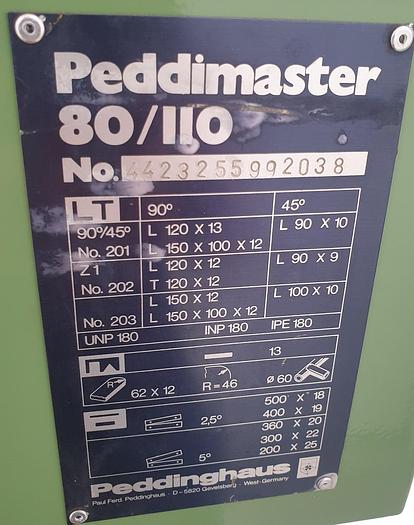 Peddimaster
80/110
No. 4423255992038
LT 90° 45°
90°/45° L 120 X 13 L 90 X 10
No. 201 L 150 X 100 X 12
Z 1 L 120 X 12 L 90 X 9
No. 202 T 120 X 12
L 150 X 12 L 100 X 10
No. 203 L 150 X 100 X 12
UNP 180 INP 180 IPE 180
13
62 X 12 R = 46 ø 60
2,5° 500 X 18
400 X 19
360 X 20
5° 300 X 22
200 X 25
Peddinghaus
Paul Ferd. Peddinghaus · D - 5820 Gevelsberg · West-Germany